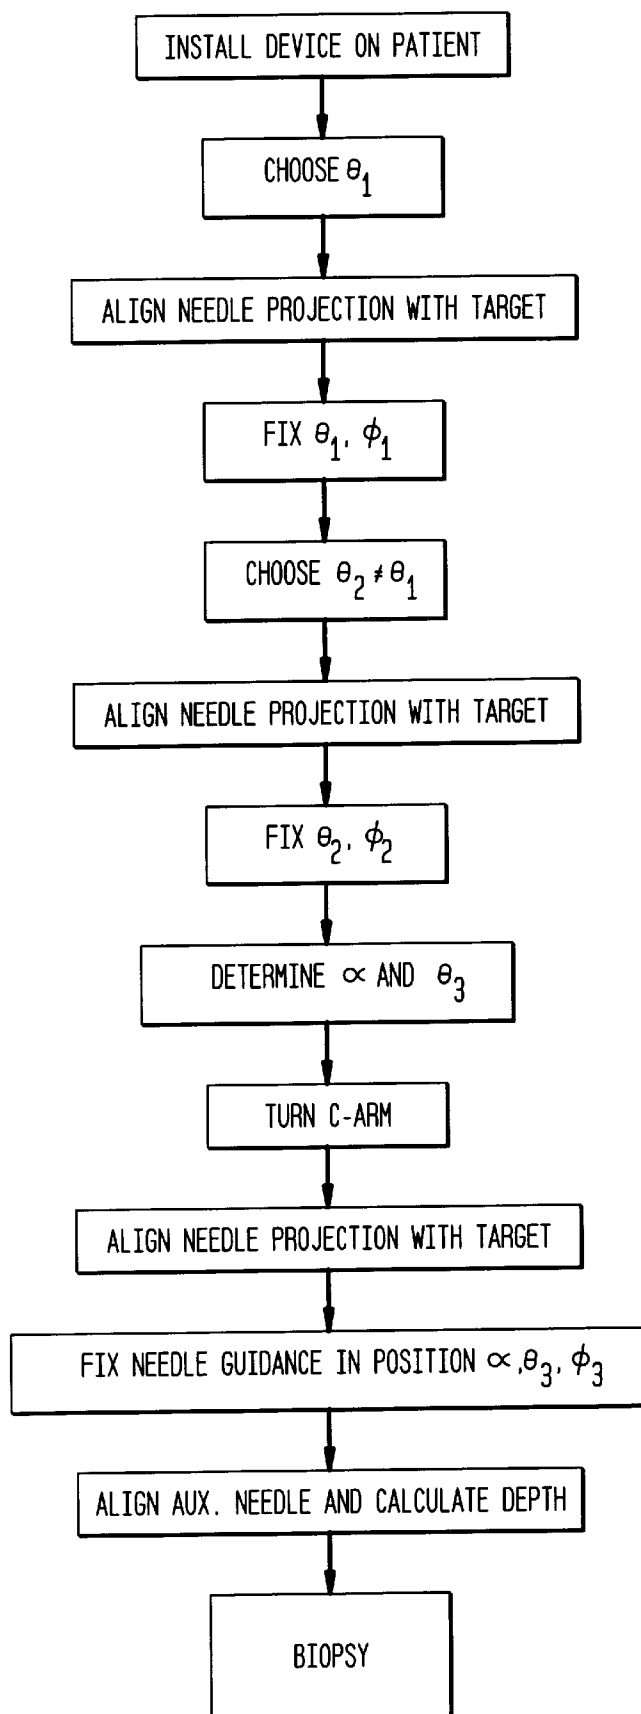 INSTALL DEVICE ON PATIENT
CHOOSE θ₁
ALIGN NEEDLE PROJECTION WITH TARGET
FIX θ₁, ϕ₁
CHOOSE θ₂ ≠ θ₁
ALIGN NEEDLE PROJECTION WITH TARGET
FIX θ₂, ϕ₂
DETERMINE ∝ AND θ₃
TURN C-ARM
ALIGN NEEDLE PROJECTION WITH TARGET
FIX NEEDLE GUIDANCE IN POSITION ∝,θ₃, ϕ₃
ALIGN AUX. NEEDLE AND CALCULATE DEPTH
BIOPSY